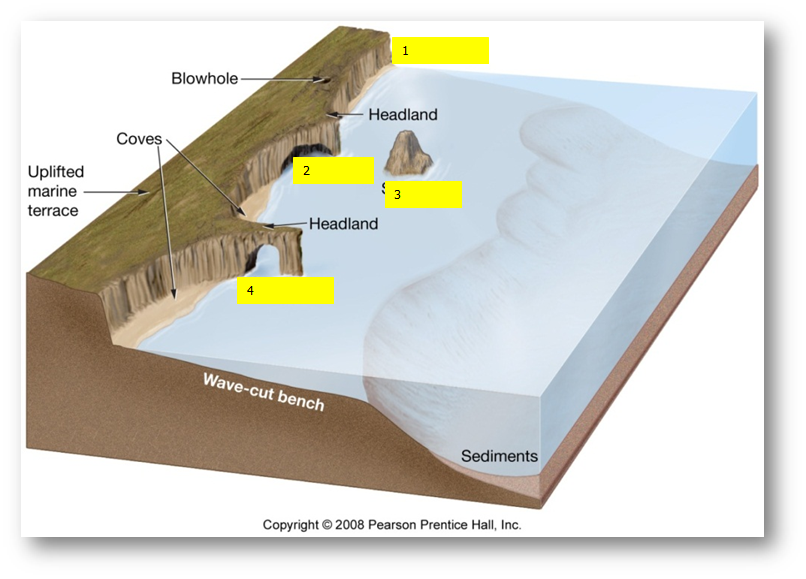 1
Blowhole
Headland
Coves
2
Uplifted
marine
terrace
3
Headland
4
Wave-cut bench
Sediments
Copyright © 2008 Pearson Prentice Hall, Inc.